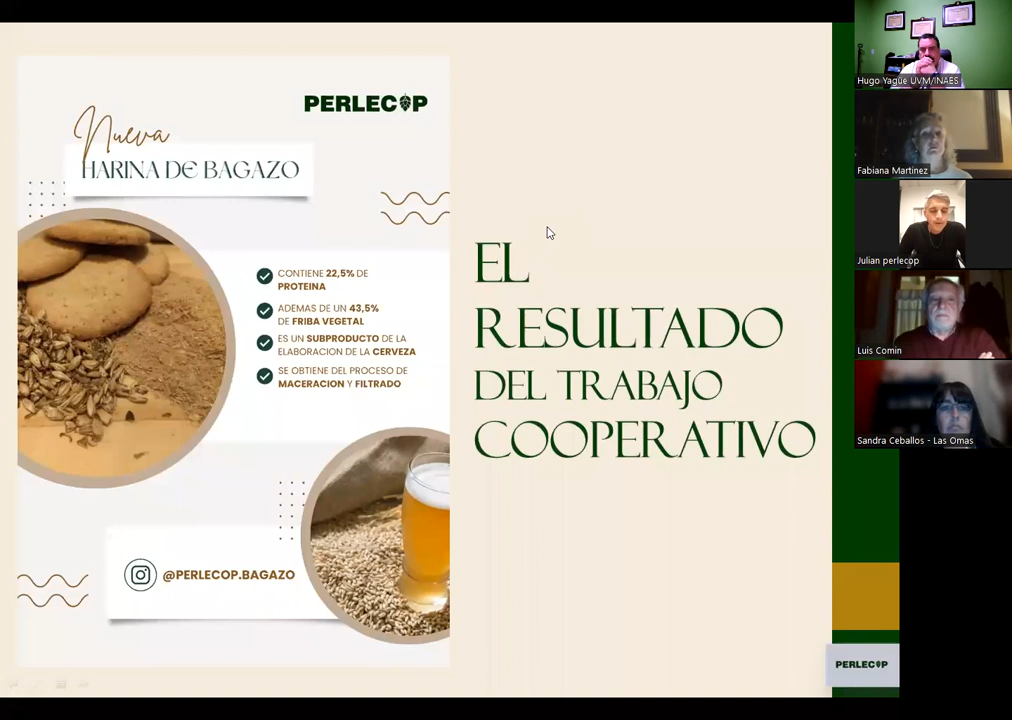 PERLECOP
Nueva
HARINA DE BAGAZO
CONTIENE 22,5% DE
PROTEINA
ADEMAS DE UN 43,5%
DE FRIBA VEGETAL
ES UN SUBPRODUCTO DE LA
ELABORACION DE LA CERVEZA
SE OBTIENE DEL PROCESO DE
MACERACION Y FILTRADO
@PERLECOP.BAGAZO
EL
RESULTADO
DEL TRABAJO
COOPERATIVO
Hugo Yagüe UVM/INAES
Fabiana Martinez
Julian perlecop
Luis Comin
Sandra Ceballos - Las Omas
PERLECOP